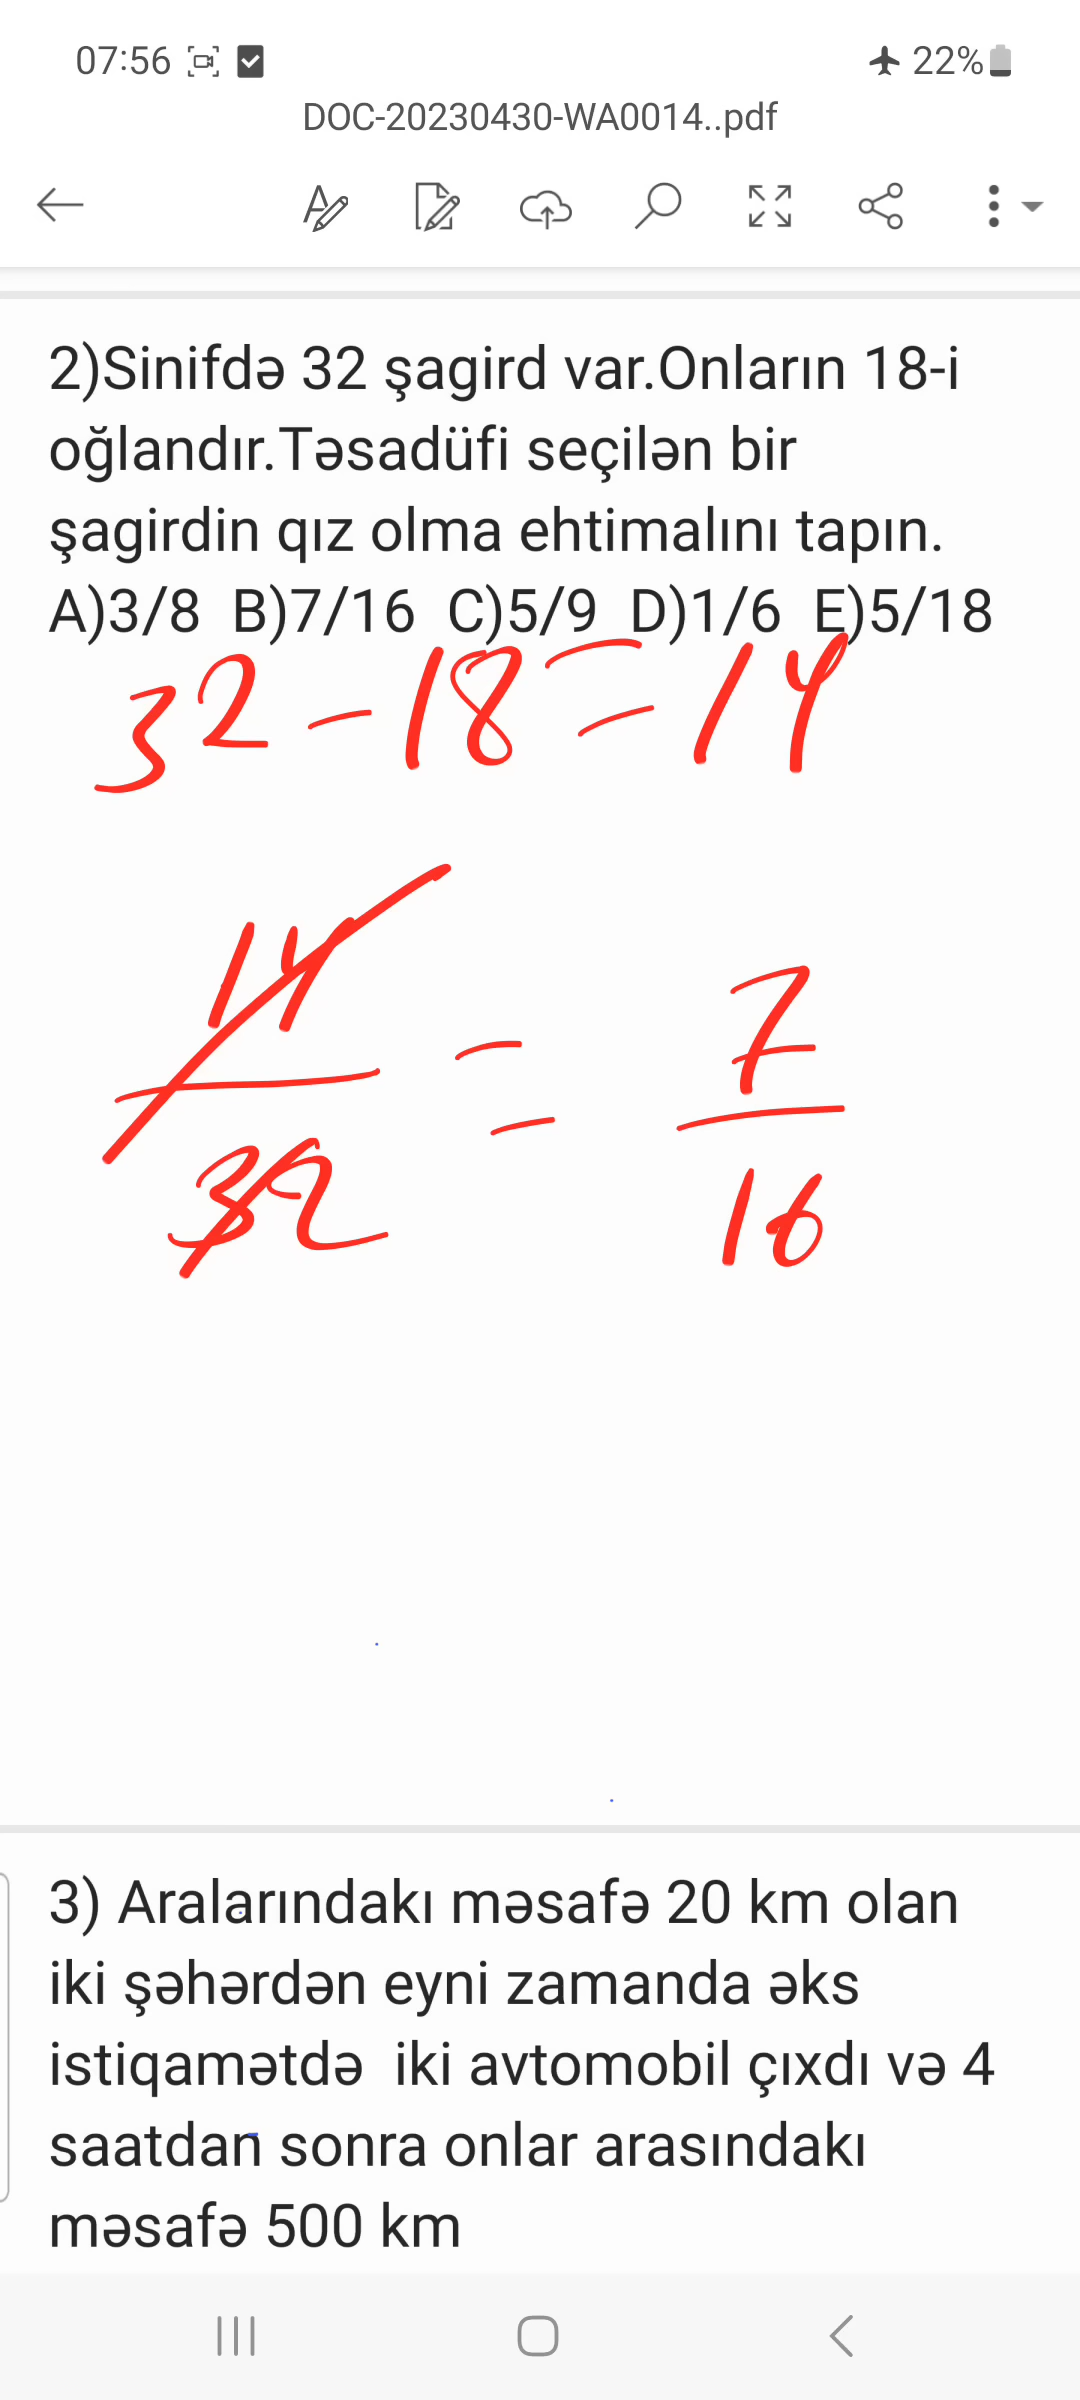 07:56
22%
DOC-20230430-WA0014..pdf
2)Sinifdə 32 şagird var.Onların 18-i
oğlandır.Təsadüfi seçilən bir
şagirdin qız olma ehtimalını tapın.
A)3/8 B)7/16 C)5/9 D)1/6 E)5/18
32-18=14
14
32
=
7
16
3) Aralarındakı məsafə 20 km olan
iki şəhərdən eyni zamanda əks
istiqamətdə iki avtomobil çıxdı və 4
saatdan sonra onlar arasındakı
məsafə 500 km